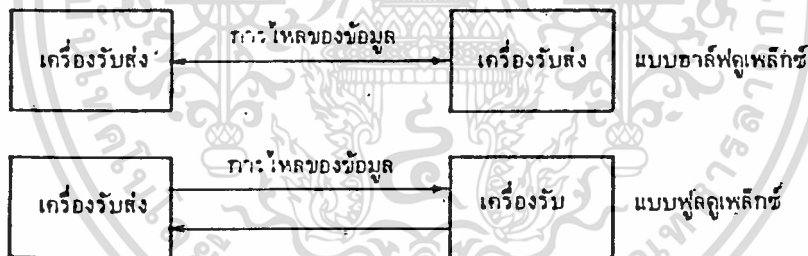 การไหลของข้อมูล
เครื่องรับส่ง เครื่องรับส่ง แบบฮาล์ฟดูเพล็กซ์
การไหลของข้อมูล
เครื่องรับส่ง เครื่องรับ แบบฟูลดูเพล็กซ์